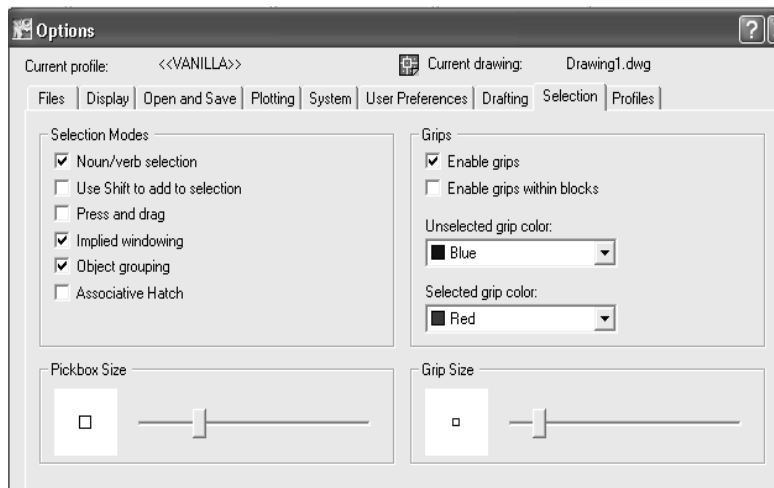 Options
Current profile: <<VANILLA>> Current drawing: Drawing1.dwg
Files Display Open and Save Plotting System User Preferences Drafting Selection Profiles
Selection Modes
Noun/verb selection
Use Shift to add to selection
Press and drag
Implied windowing
Object grouping
Associative Hatch
Grips
Enable grips
Enable grips within blocks
Unselected grip color:
Blue
Selected grip color:
Red
Pickbox Size
Grip Size